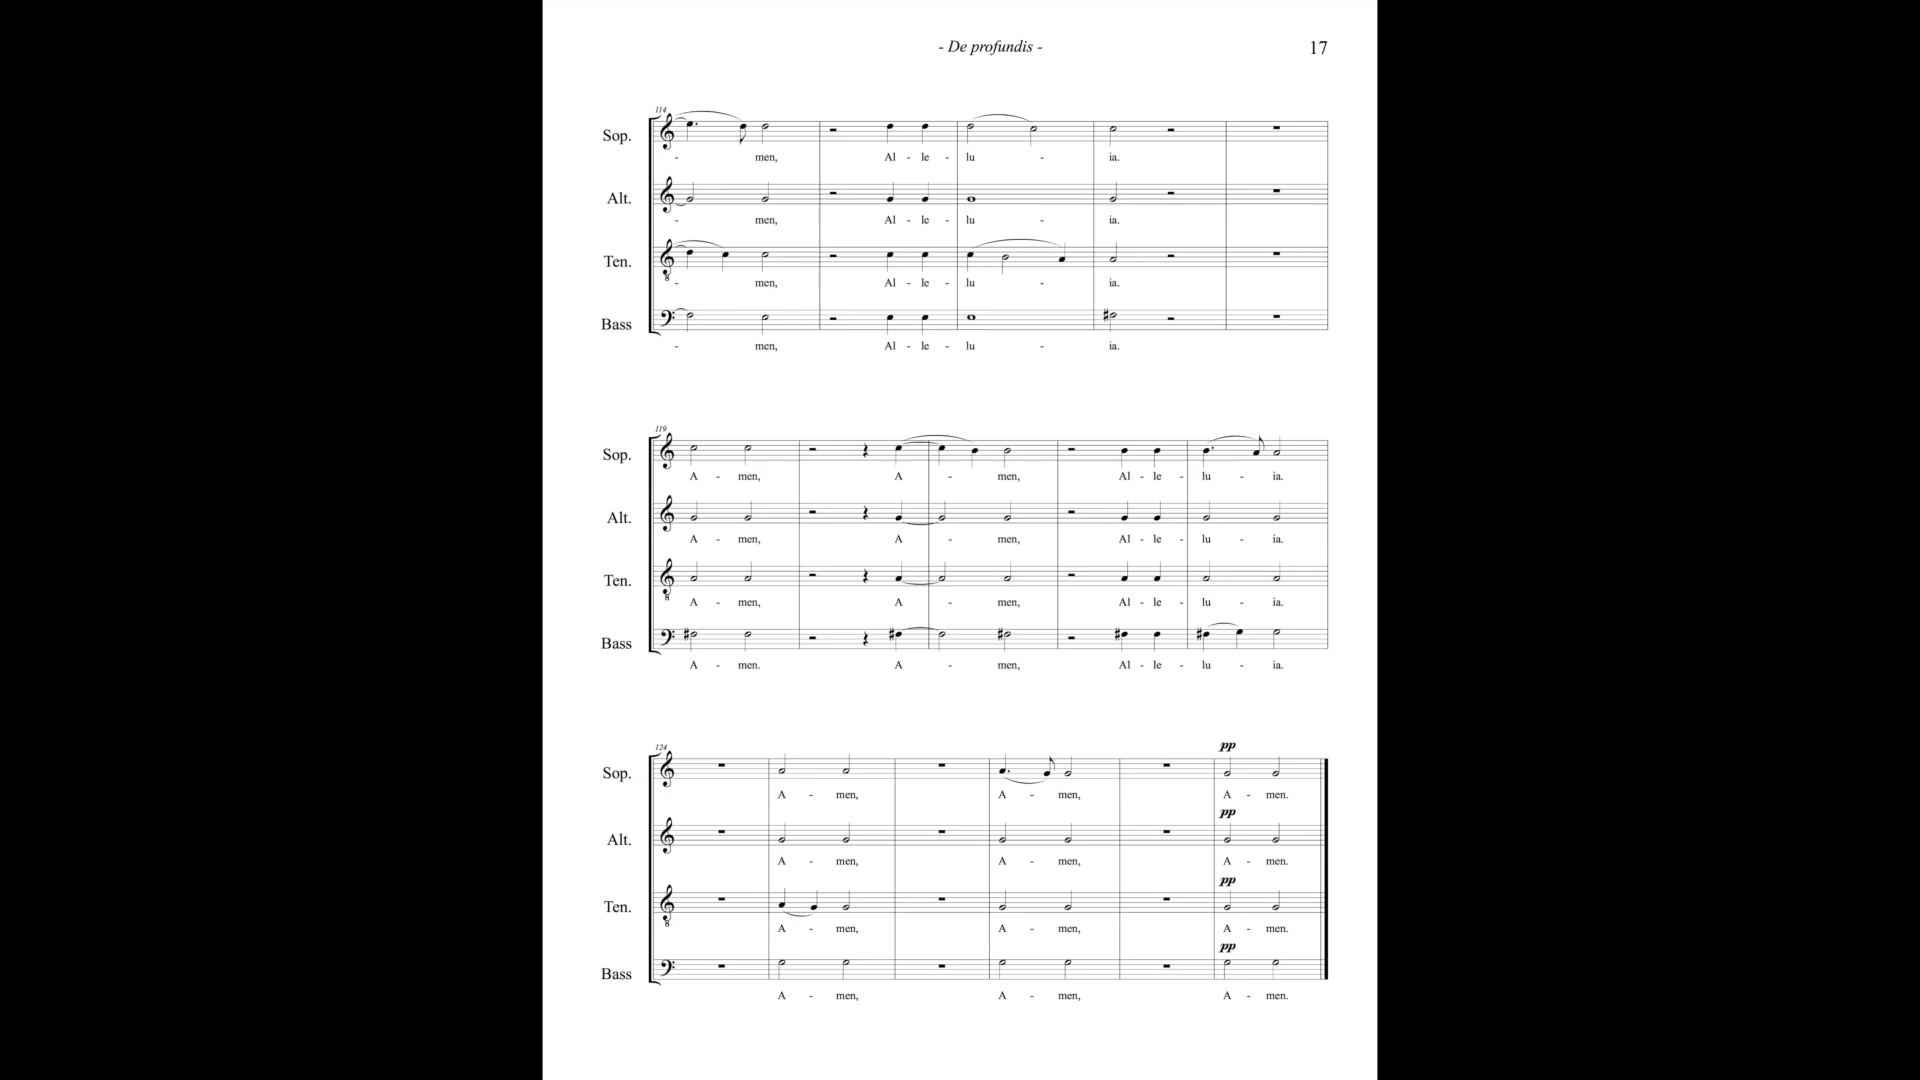 - De profundis -
17
114
Sop.
- men, Al - le - lu - ia.
Alt.
- men, Al - le - lu - ia.
Ten.
8
- men, Al - le - lu - ia.
Bass
- men, Al - le - lu - ia.
119
Sop.
A - men, A - men, Al - le - lu - ia.
Alt.
A - men, A - men, Al - le - lu - ia.
Ten.
8
A - men, A - men, Al - le - lu - ia.
Bass
A - men. A - men, Al - le - lu - ia.
124
pp
Sop.
A - men, A - men, A - men.
pp
Alt.
A - men, A - men, A - men.
pp
Ten.
8
A - men, A - men, A - men.
pp
Bass
A - men, A - men, A - men.